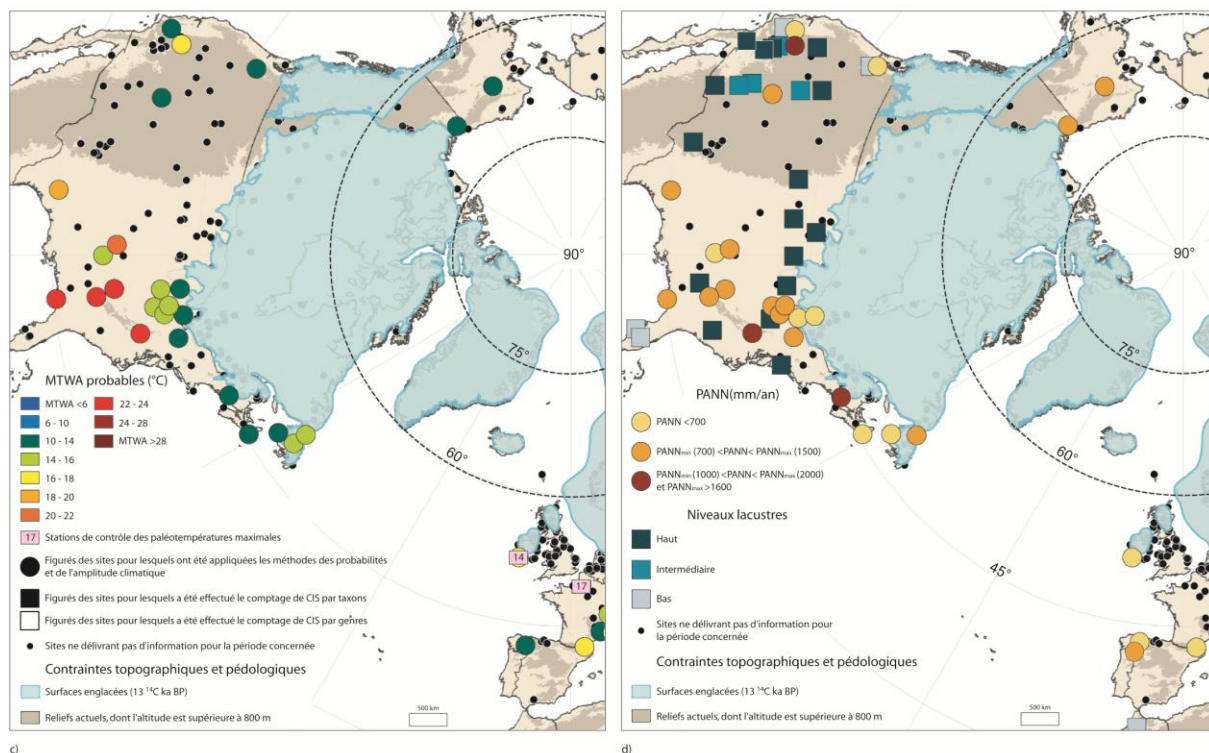 90°
75°
60°
MTWA probables (°C)
MTWA <6
6 - 10
10 - 14
14 - 16
16 - 18
18 - 20
20 - 22
22 - 24
24 - 28
MTWA >28
17 Stations de contrôle des paléotempératures maximales
Figurés des sites pour lesquels ont été appliquées les méthodes des probabilités
et de l'amplitude climatique
Figurés des sites pour lesquels a été effectué le comptage de CIS par taxons
Figurés des sites pour lesquels a été effectué le comptage de CIS par genres
Sites ne délivrant pas d'information pour la période concernée
Contraintes topographiques et pédologiques
Surfaces englacées (13 ¹⁴C ka BP)
Reliefs actuels, dont l'altitude est supérieure à 800 m
500 km
14
17
c)
90°
75°
60°
45°
PANN(mm/an)
PANN <700
PANNmin (700) <PANN< PANNmax (1500)
PANNmin (1000) <PANN< PANNmax (2000)
et PANNmax >1600
Niveaux lacustres
Haut
Intermédiaire
Bas
Sites ne délivrant pas d'information pour
la période concernée
Contraintes topographiques et pédologiques
Surfaces englacées (13 ¹⁴C ka BP)
Reliefs actuels, dont l'altitude est supérieure à 800 m
500 km
d)